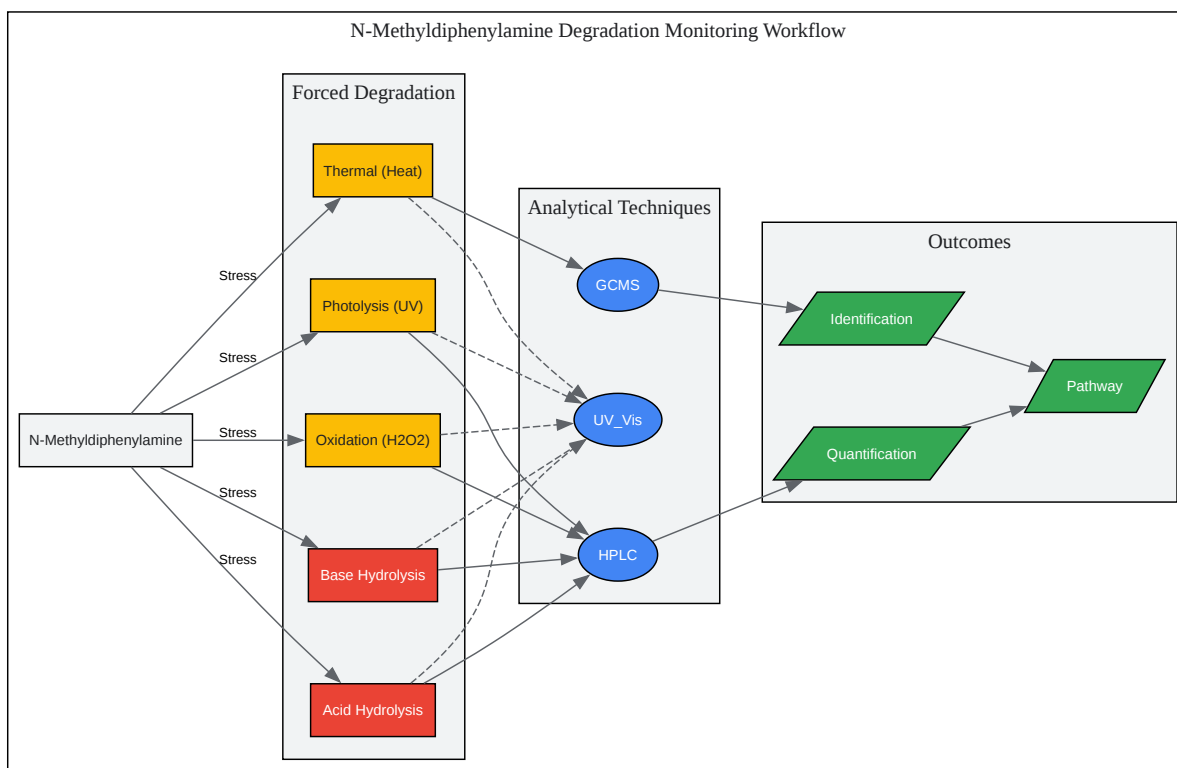 N-Methyldiphenylamine Degradation Monitoring Workflow
Forced Degradation
Thermal (Heat)
Analytical Techniques
Outcomes
Stress
GCMS
Photolysis (UV)
Identification
Stress
Pathway
N-Methyldiphenylamine
Stress
Oxidation (H2O2)
UV_Vis
Quantification
Stress
Base Hydrolysis
HPLC
Stress
Acid Hydrolysis